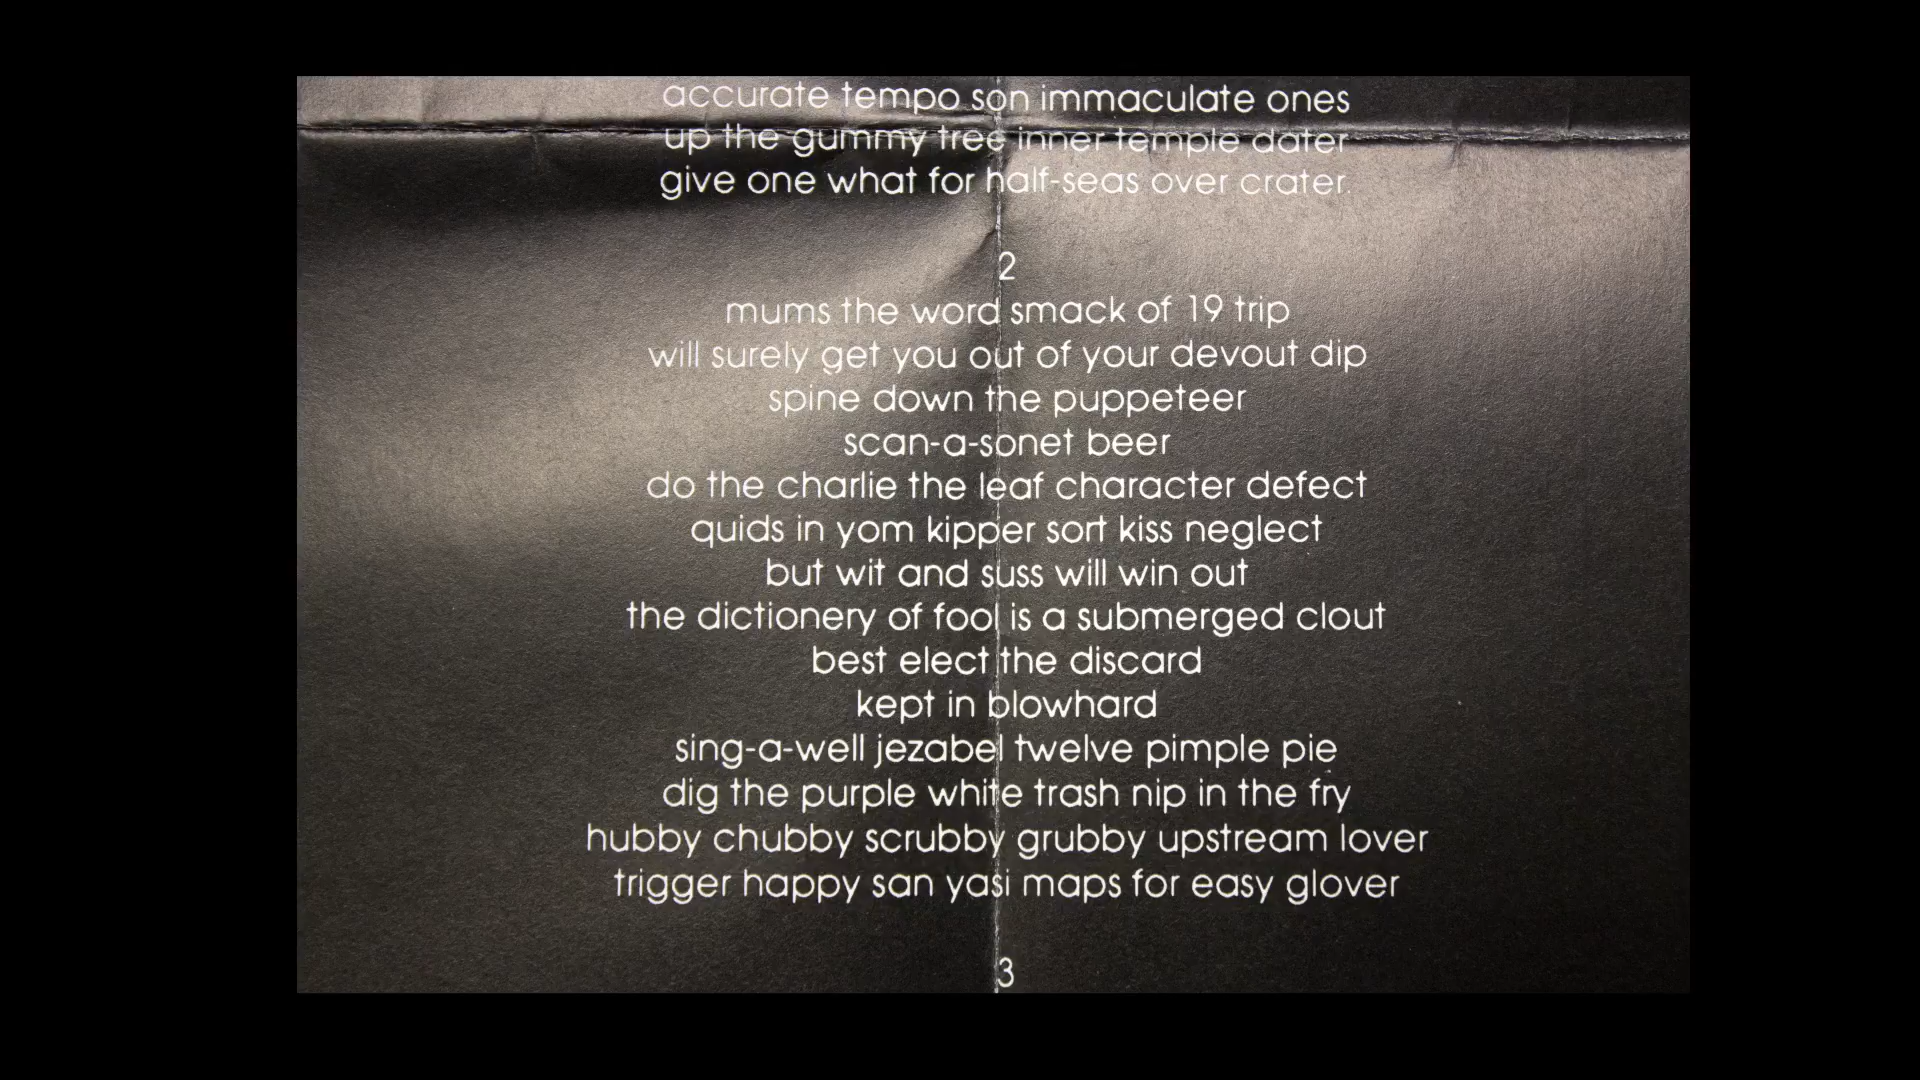 accurate tempo son immaculate ones
up the gummy tree inner temple dater
give one what for half-seas over crater.
2
mums the word smack of 19 trip
will surely get you out of your devout dip
spine down the puppeteer
scan-a-sonet beer
do the charlie the leaf character defect
quids in yom kipper sort kiss neglect
but wit and suss will win out
the dictionery of fool is a submerged clout
best elect the discard
kept in blowhard
sing-a-well jezabel twelve pimple pie
dig the purple white trash nip in the fry
hubby chubby scrubby grubby upstream lover
trigger happy san yasi maps for easy glover
3